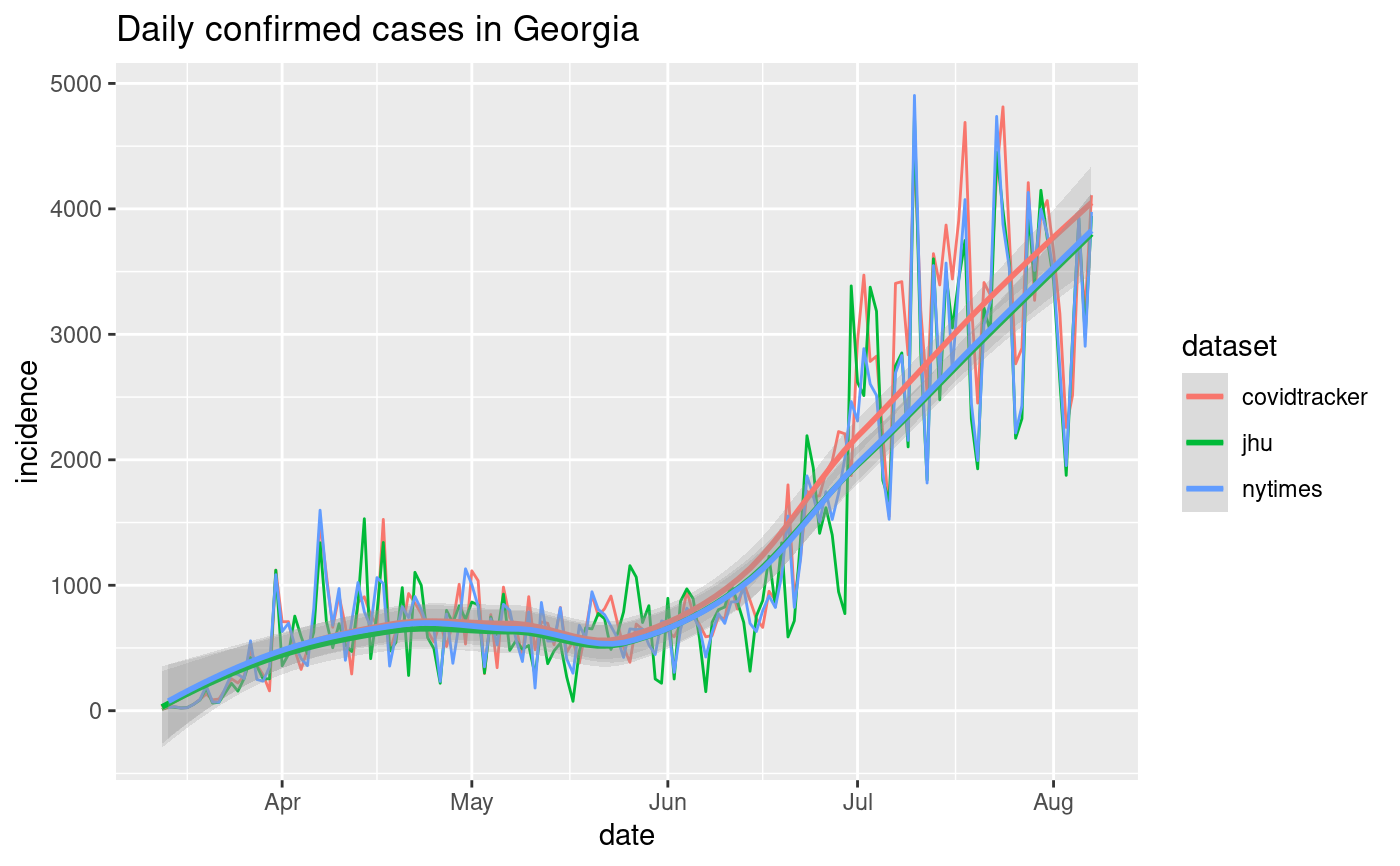 Daily confirmed cases in Georgia
5000
4000
3000
2000
1000
0
incidence
Apr May Jun Jul Aug
date
dataset
covidtracker
jhu
nytimes